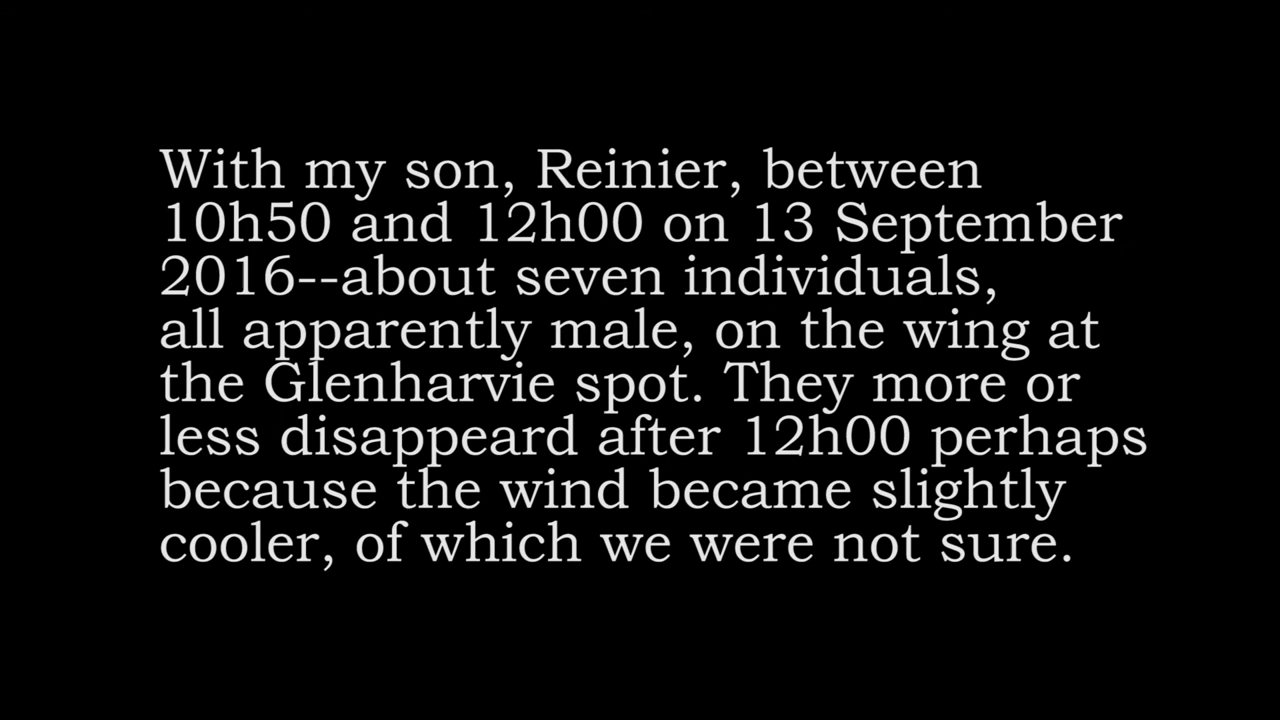 With my son, Reinier, between
10h50 and 12h00 on 13 September
2016--about seven individuals,
all apparently male, on the wing at
the Glenharvie spot. They more or
less disappeard after 12h00 perhaps
because the wind became slightly
cooler, of which we were not sure.